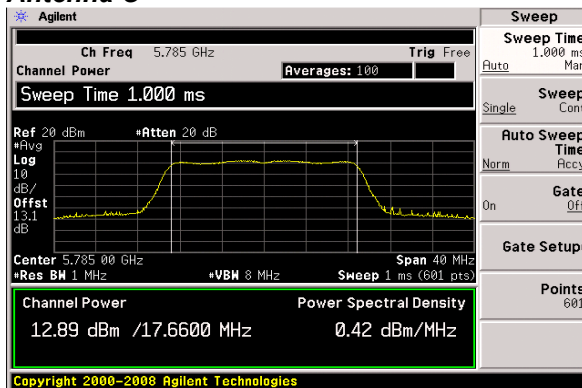 Antenna C
Agilent
Sweep
Ch Freq 5.785 GHz Trig Free
Channel Power Averages: 100
Sweep Time 1.000 ms
Ref 20 dBm #Atten 20 dB
#Avg
Log
10
dB/
Offst
13.1
dB
Center 5.785 00 GHz Span 40 MHz
#Res BW 1 MHz #VBW 8 MHz Sweep 1 ms (601 pts)
Channel Power Power Spectral Density
12.89 dBm /17.6600 MHz 0.42 dBm/MHz
Copyright 2000-2008 Agilent Technologies
Sweep Time
1.000 ms
Auto Man
Sweep
Single Cont
Auto Sweep
Time
Norm Accy
Gate
On Off
Gate Setup
Points
601